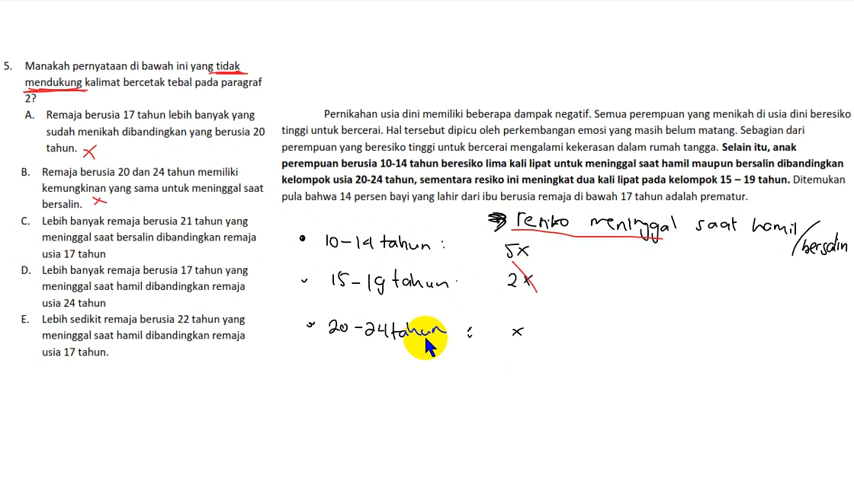 5. Manakah pernyataan di bawah ini yang tidak
mendukung kalimat bercetak tebal pada paragraf
2?
A. Remaja berusia 17 tahun lebih banyak yang
sudah menikah dibandingkan yang berusia 20
tahun. x
B. Remaja berusia 20 dan 24 tahun memiliki
kemungkinan yang sama untuk meninggal saat
bersalin. x
C. Lebih banyak remaja berusia 21 tahun yang
meninggal saat bersalin dibandingkan remaja
usia 17 tahun
D. Lebih banyak remaja berusia 17 tahun yang
meninggal saat hamil dibandingkan remaja
usia 24 tahun
E. Lebih sedikit remaja berusia 22 tahun yang
meninggal saat hamil dibandingkan remaja
usia 17 tahun.
Pernikahan usia dini memiliki beberapa dampak negatif. Semua perempuan yang menikah di usia dini beresiko
tinggi untuk bercerai. Hal tersebut dipicu oleh perkembangan emosi yang masih belum matang. Sebagian dari
perempuan yang beresiko tinggi untuk bercerai mengalami kekerasan dalam rumah tangga. Selain itu, anak
perempuan berusia 10-14 tahun beresiko lima kali lipat untuk meninggal saat hamil maupun bersalin dibandingkan
kelompok usia 20-24 tahun, sementara resiko ini meningkat dua kali lipat pada kelompok 15 – 19 tahun. Ditemukan
pula bahwa 14 persen bayi yang lahir dari ibu berusia remaja di bawah 17 tahun adalah prematur.
resiko meninggal saat hamil
/bersalin
• 10-14 tahun : 5x
• 15-19 tahun. 2x
• 20-24 tahun : x